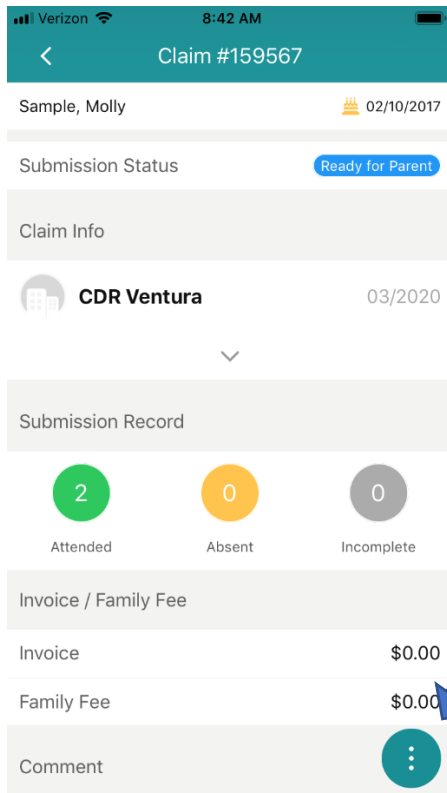 Verizon 8:42 AM
Claim #159567
Sample, Molly 02/10/2017
Submission Status Ready for Parent
Claim Info
CDR Ventura 03/2020
Submission Record
2 0 0
Attended Absent Incomplete
Invoice / Family Fee
Invoice $0.00
Family Fee $0.00
Comment